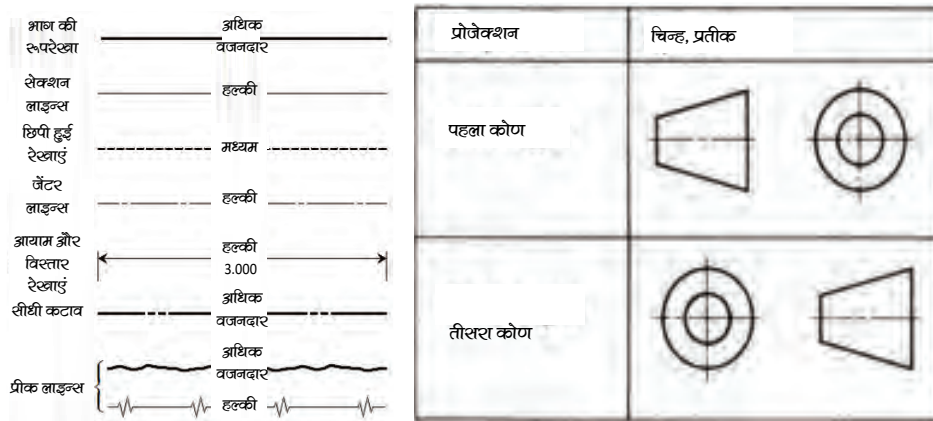 भाग की
रूपरेखा
अधिक
वजनदार
सेक्शन
लाइन्स
हल्की
छिपी हुई
रेखाएं
मध्यम
जेंटर
लाइन्स
हल्की
आयाम और
विस्तार
रेखाएं
हल्की
3.000
सीधी कटाव
अधिक
वजनदार
प्रीक लाइन्स
अधिक
वजनदार
हल्की
प्रोजेक्शन
चिन्ह, प्रतीक
पहला कोण
तीसरा कोण